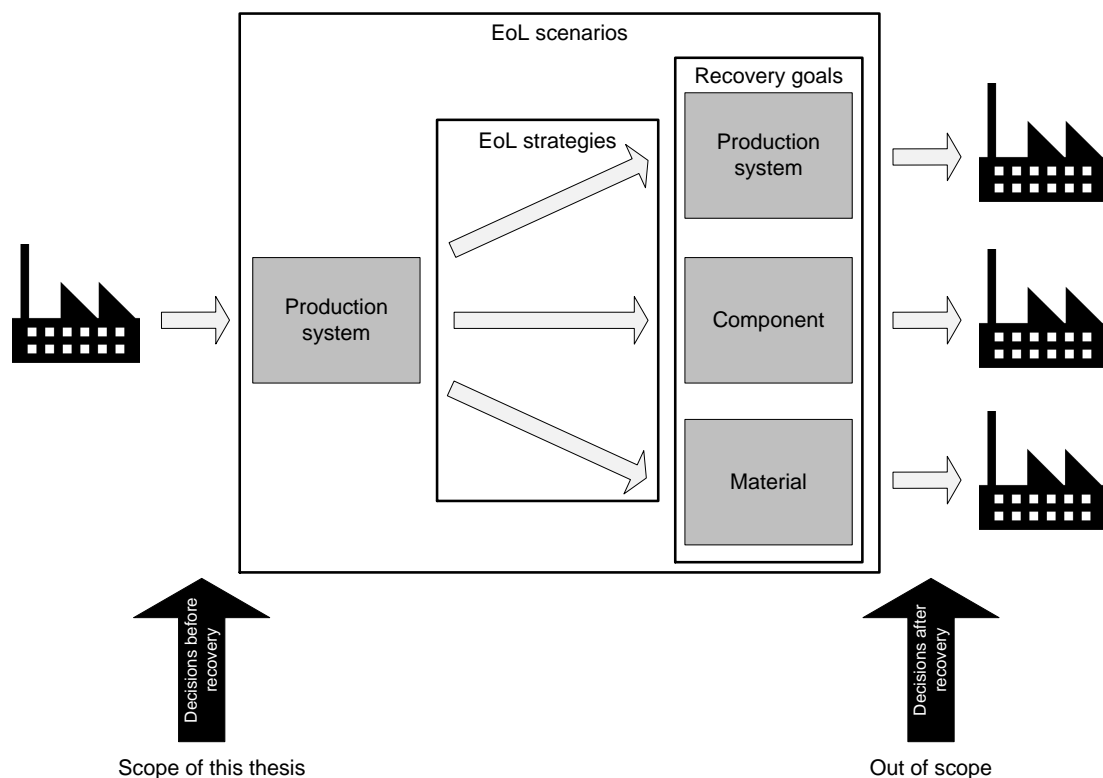 EoL scenarios
Recovery goals
EoL strategies
Production
system
Production
system
Component
Material
Decisions before
recovery
Decisions after
recovery
Scope of this thesis
Out of scope